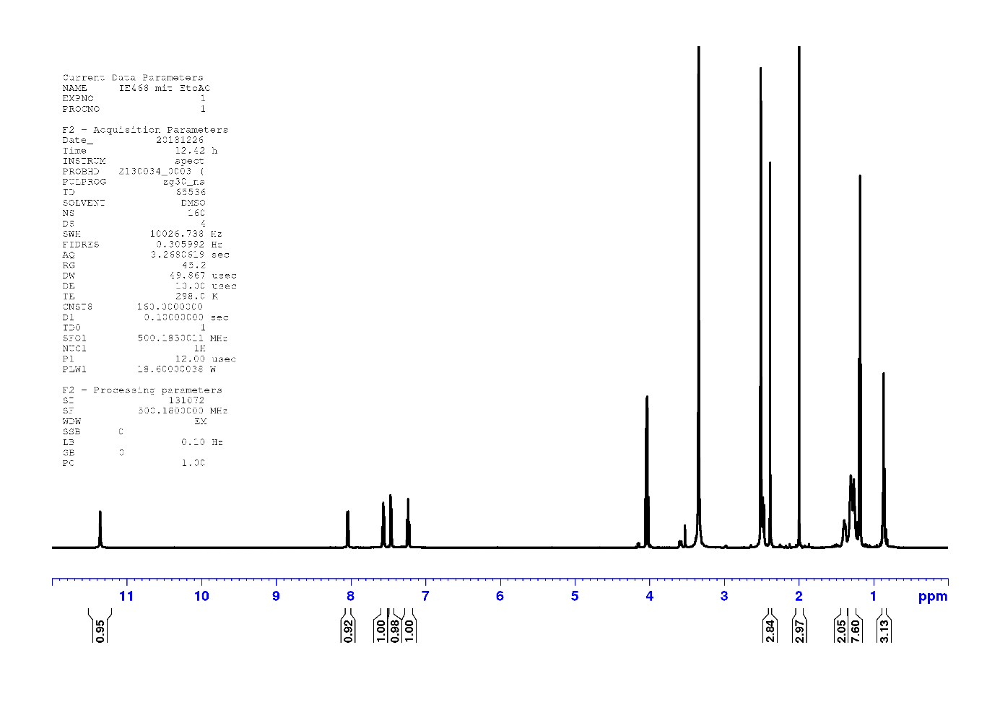 Current Data Parameters
NAME IE468 mit EtoAC
EXPNO 1
PROCNO 1
F2 - Acquisition Parameters
Date_ 20181226
Time 12.42 h
INSTRUM spect
PROBHD Z130034_0003 (
PULPROG zg30_ns
TD 65536
SOLVENT DMSO
NS 160
DS 4
SWH 10026.738 Hz
FIDRES 0.305992 Hz
AQ 3.2680619 sec
RG 45.2
DW 49.867 usec
DE 10.00 usec
TE 298.0 K
CNST8 160.0000000
D1 0.10000000 sec
TD0 1
SFO1 500.1830011 MHz
NUC1 1H
P1 12.00 usec
PLW1 18.60000038 W
F2 - Processing parameters
SI 131072
SF 500.1800000 MHz
WDW EM
SSB 0
LB 0.10 Hz
GB 0
PC 1.00
11 10 9 8 7 6 5 4 3 2 1 ppm
0.95 0.92 1.00 0.98 1.00 2.84 2.97 2.05 7.60 3.13